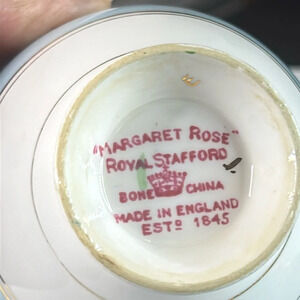 "MARGARET ROSE"
ROYAL STAFFORD
BONE CHINA
MADE IN ENGLAND
ESTD 1845